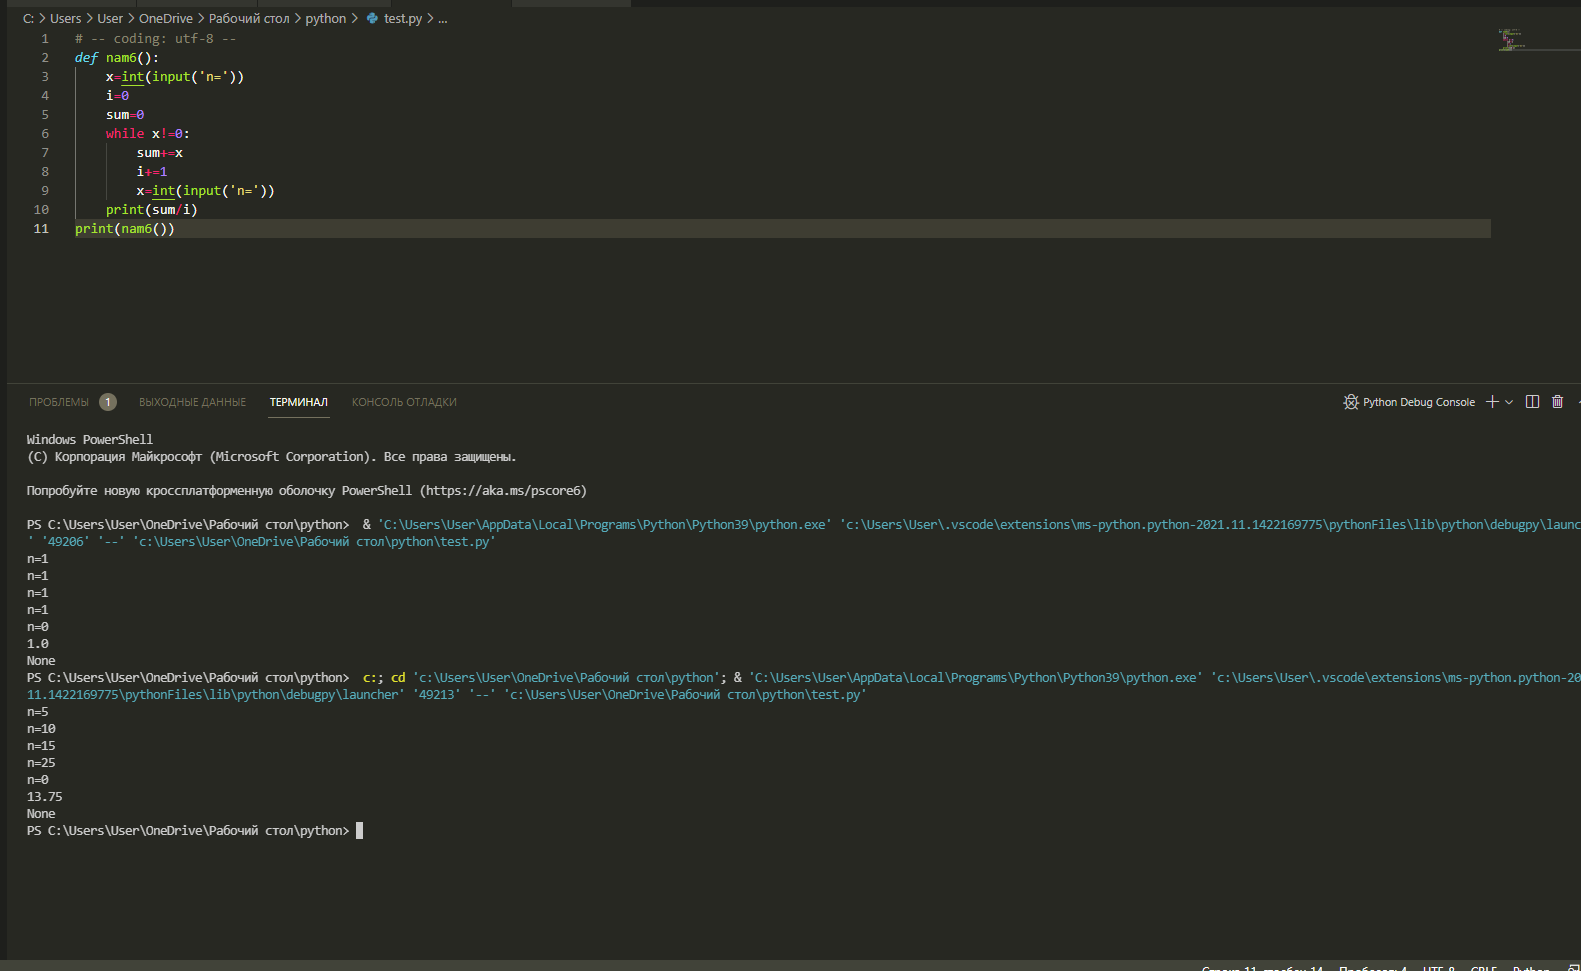 C: > Users > User > OneDrive > Рабочий стол > python > test.py > ...
1 # -- coding: utf-8 --
2 def nam6():
3     x=int(input('n='))
4     i=0
5     sum=0
6     while x!=0:
7         sum+=x
8         i+=1
9         x=int(input('n='))
10     print(sum/i)
11 print(nam6())
ПРОБЛЕМЫ 1 ВЫХОДНЫЕ ДАННЫЕ ТЕРМИНАЛ КОНСОЛЬ ОТЛАДКИ Python Debug Console
Windows PowerShell
(C) Корпорация Майкрософт (Microsoft Corporation). Все права защищены.
Попробуйте новую кроссплатформенную оболочку PowerShell (https://aka.ms/pscore6)
PS C:\Users\User\OneDrive\Рабочий стол\python>  & 'C:\Users\User\AppData\Local\Programs\Python\Python39\python.exe' 'c:\Users\User\.vscode\extensions\ms-python.python-2021.11.1422169775\pythonFiles\lib\python\debugpy\launc
' '49206' '--' 'c:\Users\User\OneDrive\Рабочий стол\python\test.py'
n=1
n=1
n=1
n=1
n=0
1.0
None
PS C:\Users\User\OneDrive\Рабочий стол\python>  c:; cd 'c:\Users\User\OneDrive\Рабочий стол\python'; & 'C:\Users\User\AppData\Local\Programs\Python\Python39\python.exe' 'c:\Users\User\.vscode\extensions\ms-python.python-20
11.1422169775\pythonFiles\lib\python\debugpy\launcher' '49213' '--' 'c:\Users\User\OneDrive\Рабочий стол\python\test.py'
n=5
n=10
n=15
n=25
n=0
13.75
None
PS C:\Users\User\OneDrive\Рабочий стол\python>